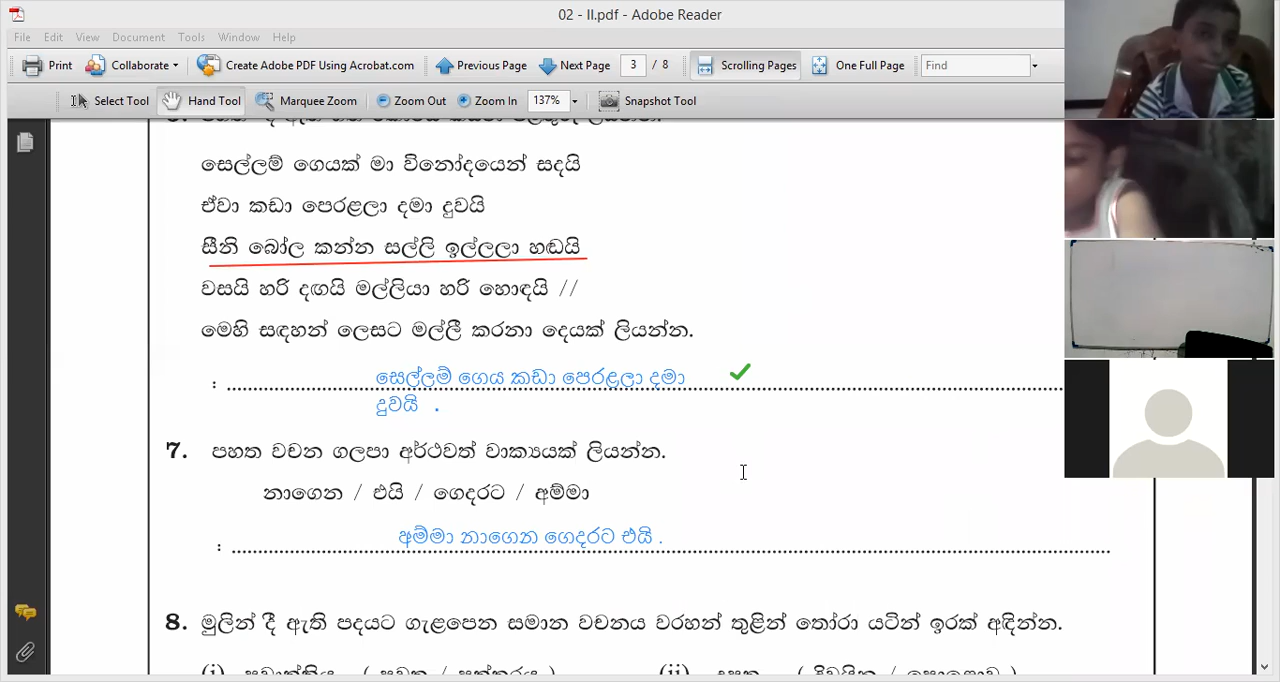 02 - II.pdf - Adobe Reader
File Edit View Document Tools Window Help
Print Collaborate Create Adobe PDF Using Acrobat.com Previous Page Next Page 3 / 8 Scrolling Pages One Full Page Find
Select Tool Hand Tool Marquee Zoom Zoom Out Zoom In 137% Snapshot Tool
සෙල්ලම් ගෙයක් මා විනෝදයෙන් සදයි
ඒවා කඩා පෙරළලා දමා දුවයි
සීනි බෝල කන්න සල්ලි ඉල්ලලා හඬයි
වසයි හරි දඟයි මල්ලියා හරි හොඳයි //
මෙහි සඳහන් ලෙසට මල්ලී කරනා දෙයක් ලියන්න.
: සෙල්ලම් ගෙය කඩා පෙරළලා දමා
දුවයි .
7. පහත වචන ගලපා අර්ථවත් වාක්‍යයක් ලියන්න.
නාගෙන / එයි / ගෙදරට / අම්මා
: අම්මා නාගෙන ගෙදරට එයි .
8. මුලින් දී ඇති පදයට ගැළපෙන සමාන වචනය වරහන් තුළින් තෝරා යටින් ඉරක් අඳින්න.